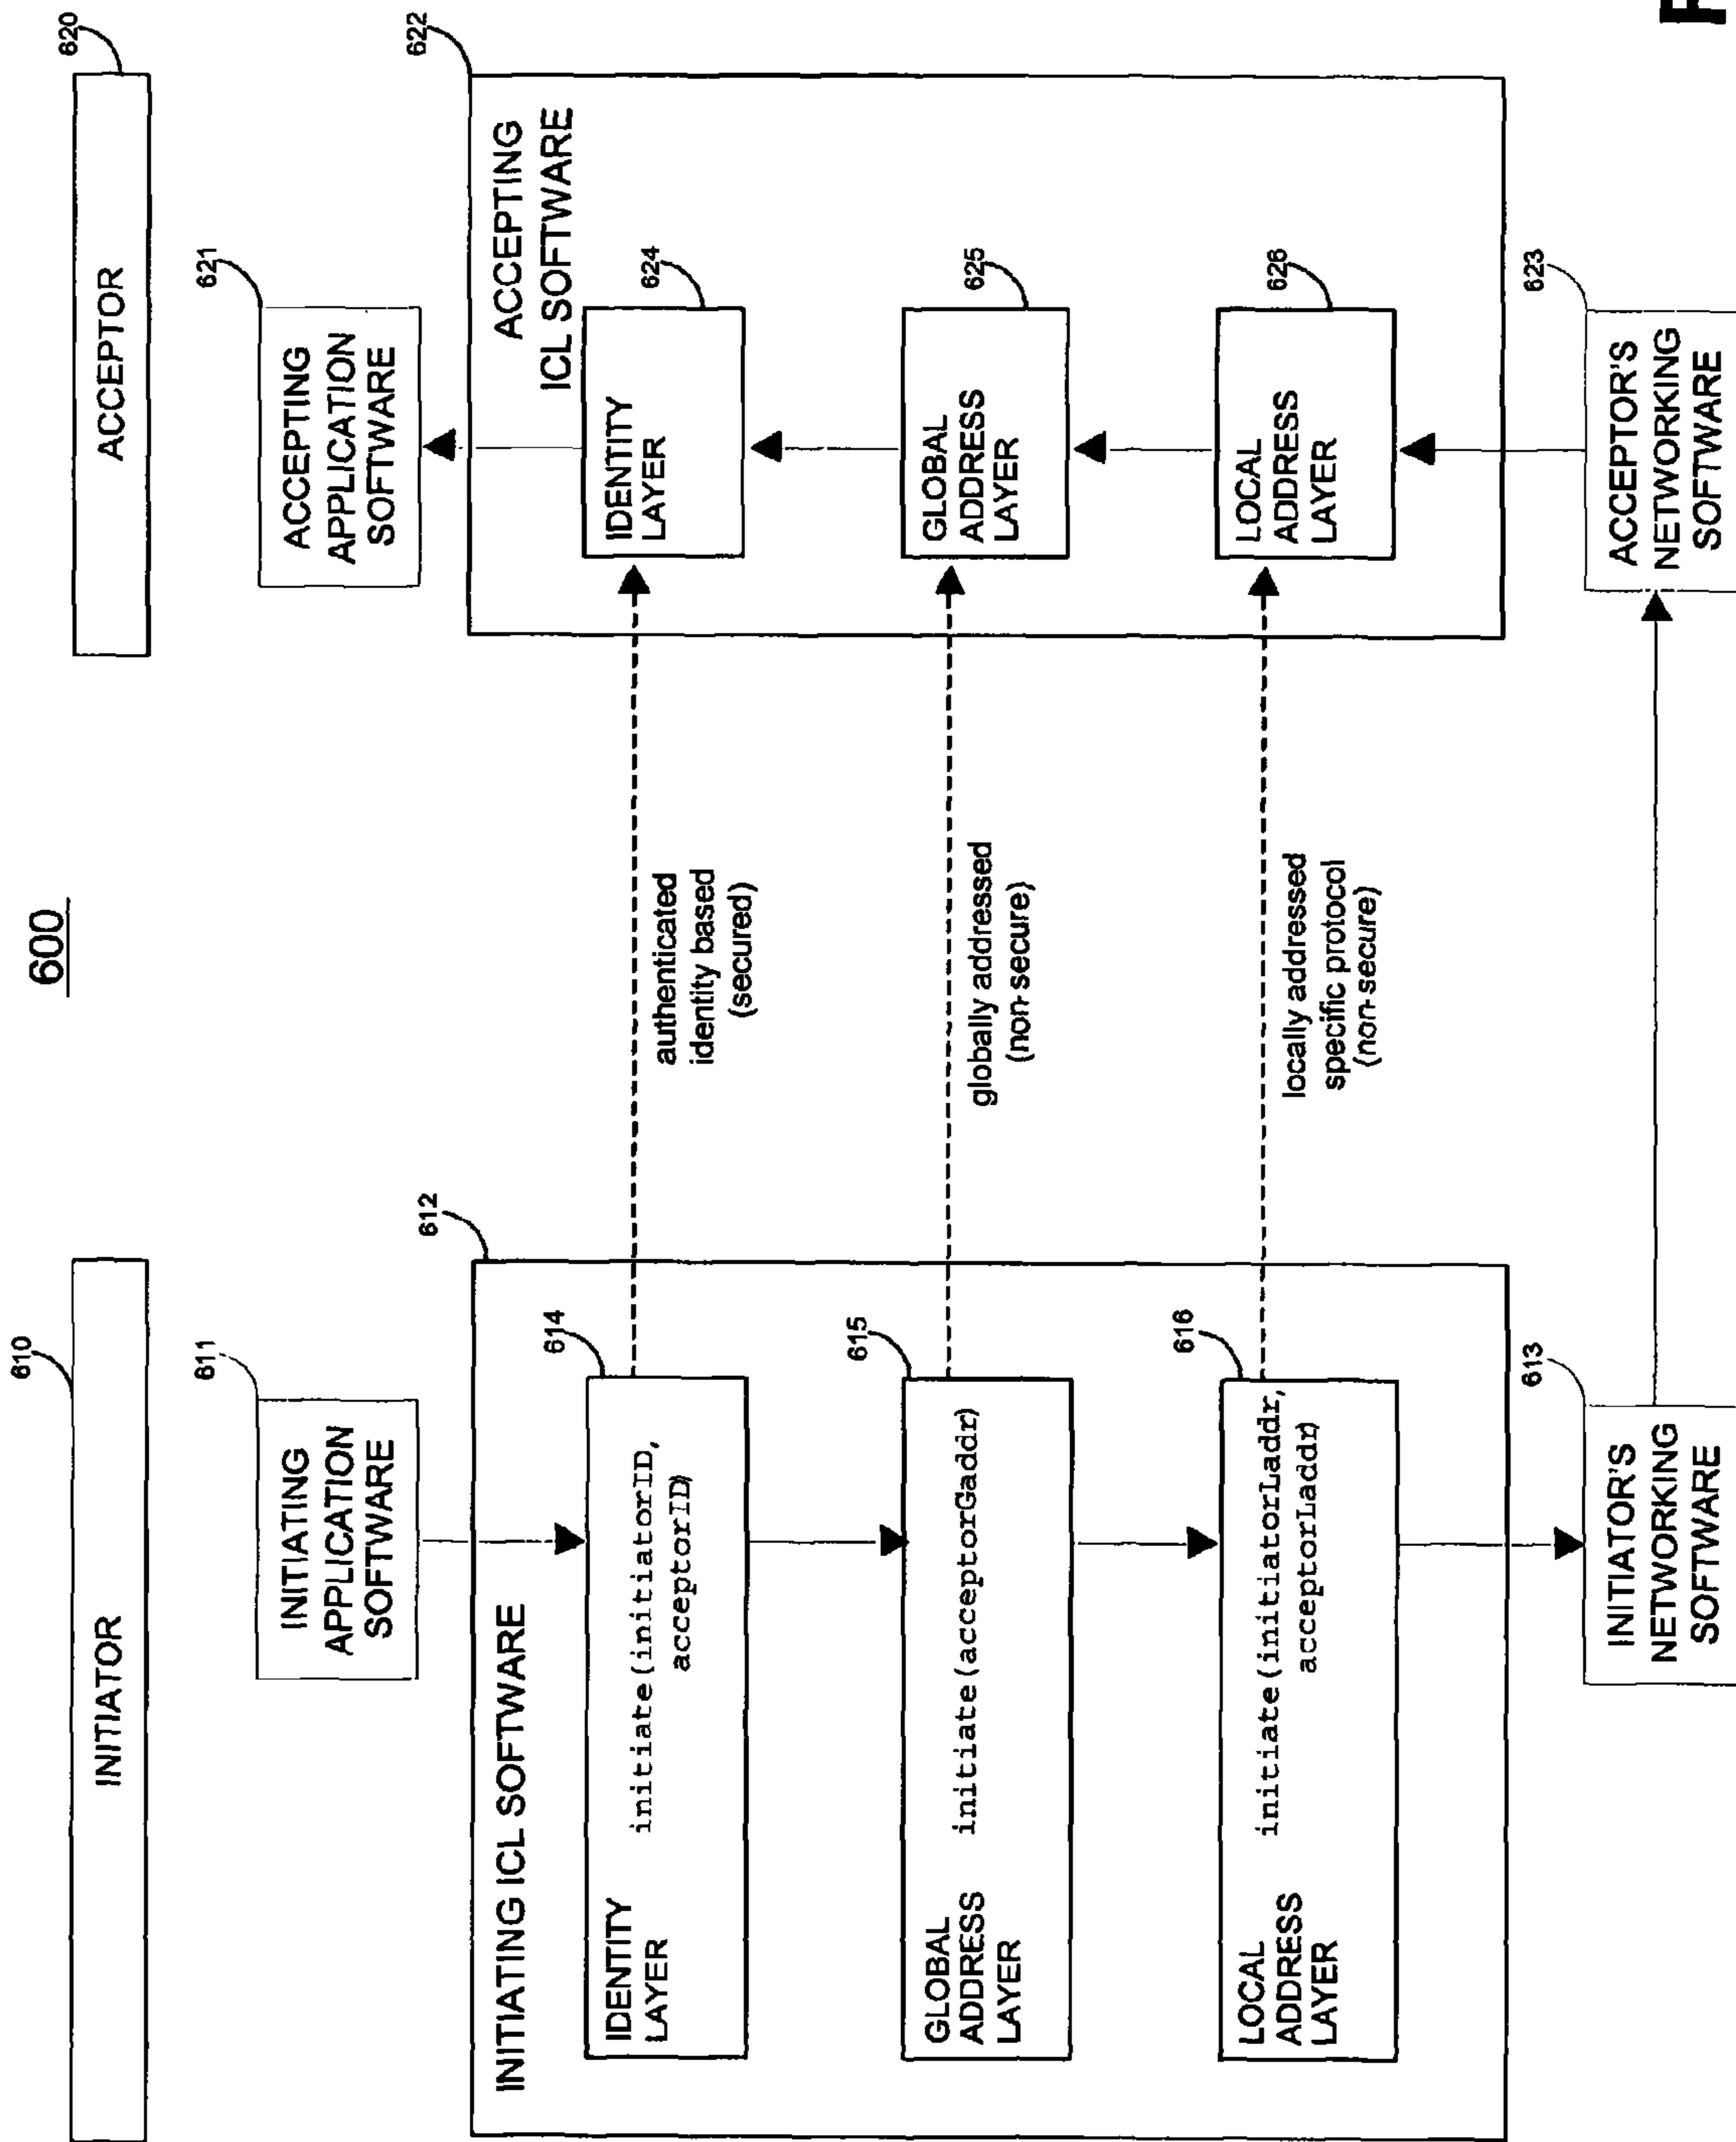 600
610
INITIATOR
620
ACCEPTOR
611
INITIATING
APPLICATION
SOFTWARE
621
ACCEPTING
APPLICATION
SOFTWARE
612
INITIATING ICL SOFTWARE
622
ACCEPTING
ICL SOFTWARE
614
IDENTITY
LAYER
initiate(initiatorID,
acceptorID)
authenticated
identity based
(secured)
624
IDENTITY
LAYER
615
GLOBAL
ADDRESS
LAYER
initiate(acceptorGaddr)
globally addressed
(non-secure)
625
GLOBAL
ADDRESS
LAYER
616
LOCAL
ADDRESS
LAYER
initiate(initiatorLaddr,
acceptorLaddr)
locally addressed
specific protocol
(non-secure)
626
LOCAL
ADDRESS
LAYER
613
INITIATOR'S
NETWORKING
SOFTWARE
623
ACCEPTOR'S
NETWORKING
SOFTWARE